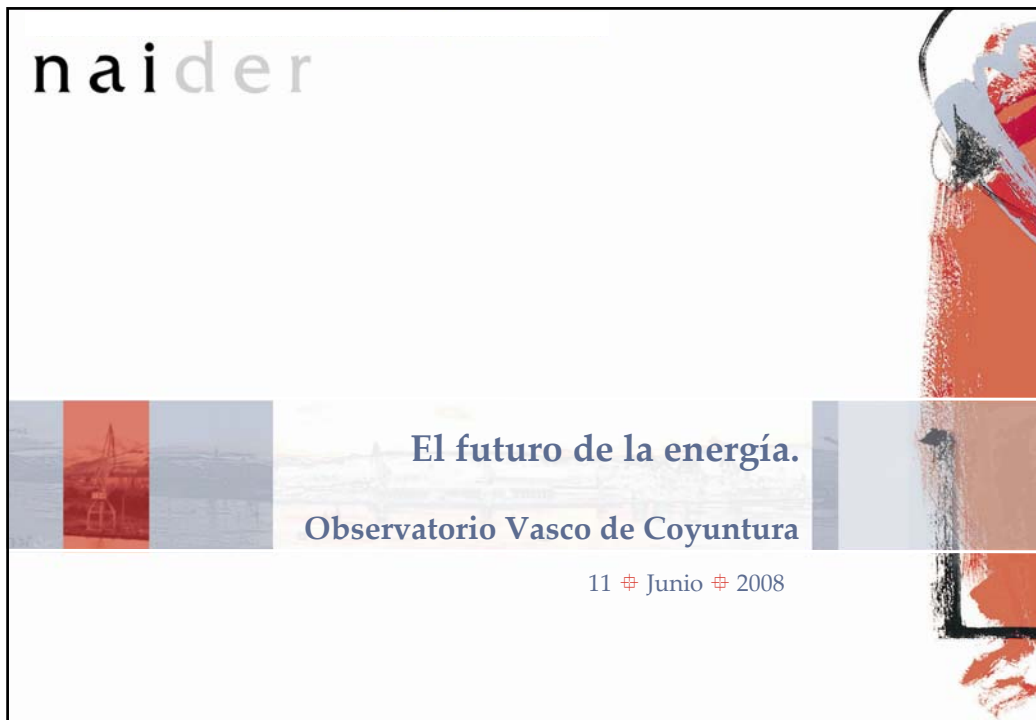 naider
El futuro de la energía.
Observatorio Vasco de Coyuntura
11 ⌗ Junio ⌗ 2008